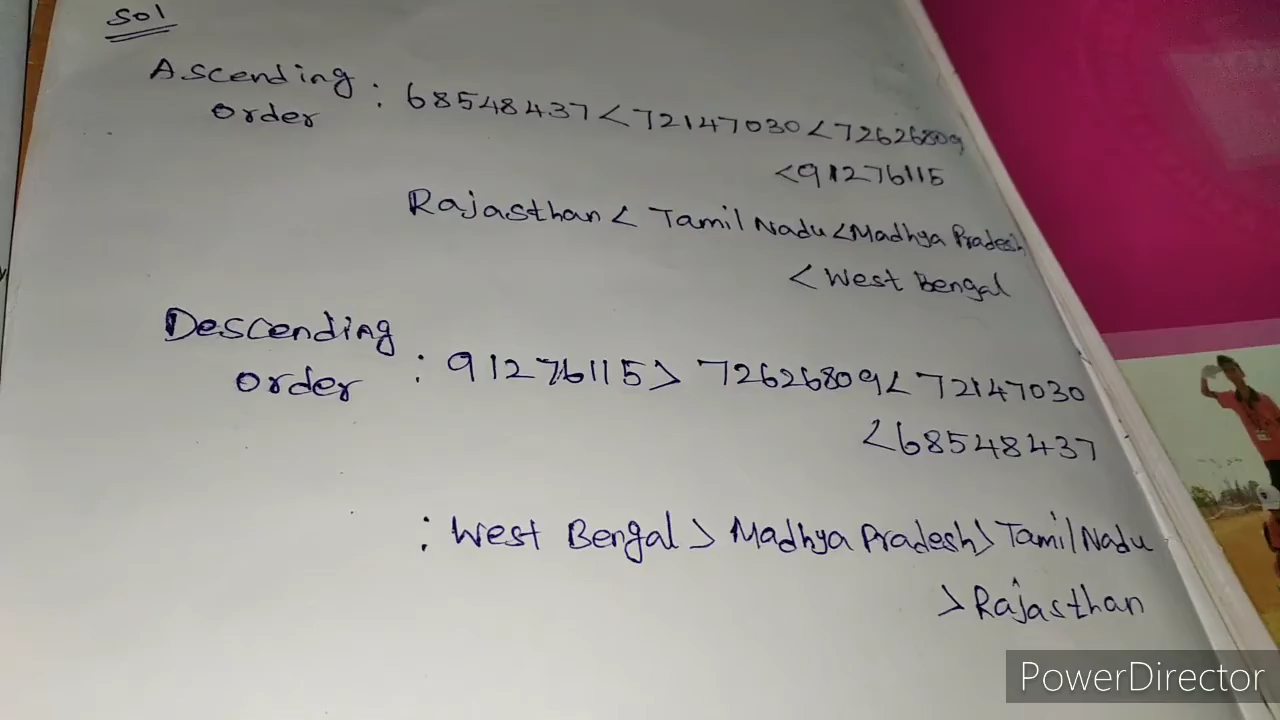 Sol
Ascending
order : 68548437 < 72147030 < 72626809
< 91276115
Rajasthan < Tamil Nadu < Madhya Pradesh
< West Bengal
Descending
order : 91276115 > 72626809 < 72147030
< 68548437
: West Bengal > Madhya Pradesh > Tamil Nadu
> Rajasthan
PowerDirector